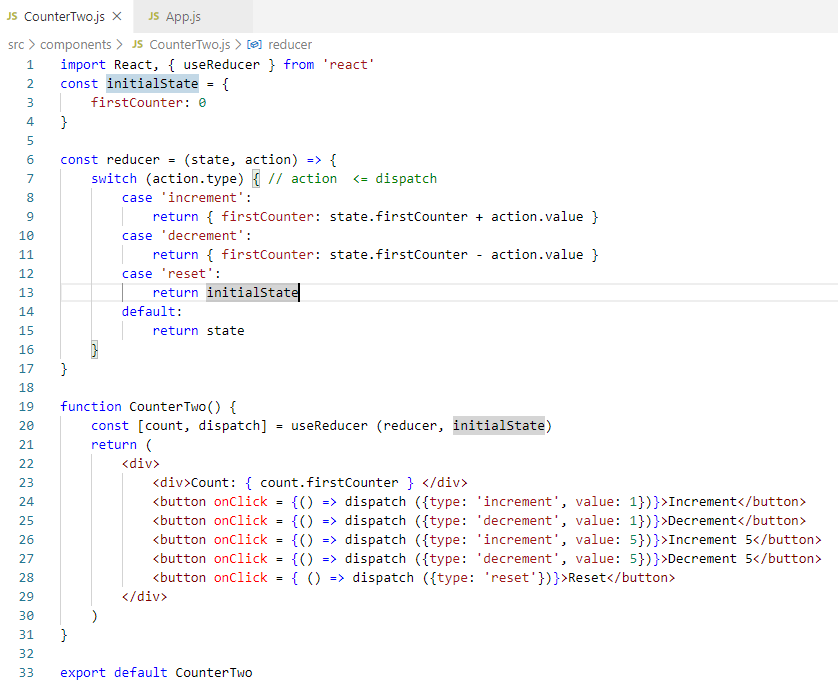 JS CounterTwo.js × JS App.js
src > components > JS CounterTwo.js > reducer
1 import React, { useReducer } from 'react'
2 const initialState = {
3     firstCounter: 0
4 }
5
6 const reducer = (state, action) => {
7     switch (action.type) { // action  <= dispatch
8         case 'increment':
9             return { firstCounter: state.firstCounter + action.value }
10         case 'decrement':
11             return { firstCounter: state.firstCounter - action.value }
12         case 'reset':
13             return initialState
14         default:
15             return state
16     }
17 }
18
19 function CounterTwo() {
20     const [count, dispatch] = useReducer (reducer, initialState)
21     return (
22         <div>
23             <div>Count: { count.firstCounter } </div>
24             <button onClick = {() => dispatch ({type: 'increment', value: 1})}>Increment</button>
25             <button onClick = {() => dispatch ({type: 'decrement', value: 1})}>Decrement</button>
26             <button onClick = {() => dispatch ({type: 'increment', value: 5})}>Increment 5</button>
27             <button onClick = {() => dispatch ({type: 'decrement', value: 5})}>Decrement 5</button>
28             <button onClick = { () => dispatch ({type: 'reset'})}>Reset</button>
29         </div>
30     )
31 }
32
33 export default CounterTwo